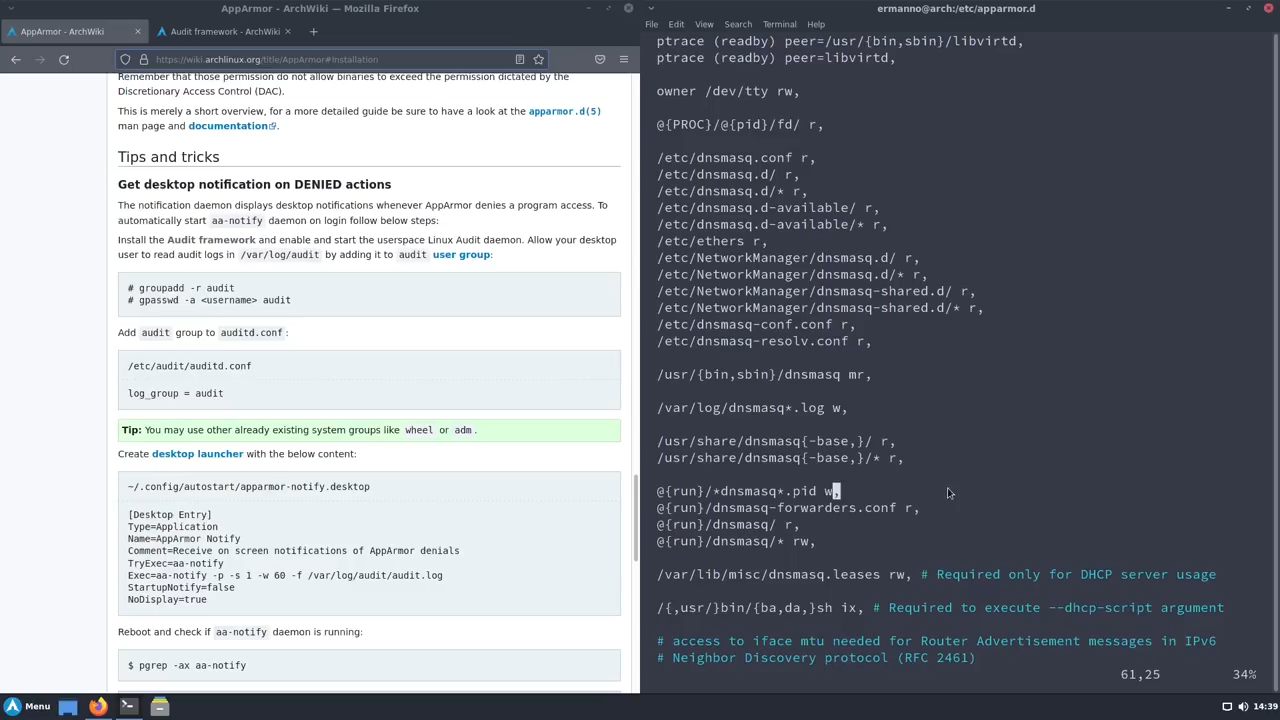 AppArmor - ArchWiki — Mozilla Firefox
AppArmor - ArchWiki
Audit framework - ArchWiki
https://wiki.archlinux.org/title/AppArmor#Installation
Remember that those permission do not allow binaries to exceed the permission dictated by the
Discretionary Access Control (DAC).
This is merely a short overview, for a more detailed guide be sure to have a look at the apparmor.d(5)
man page and documentation.
Tips and tricks
Get desktop notification on DENIED actions
The notification daemon displays desktop notifications whenever AppArmor denies a program access. To
automatically start aa-notify daemon on login follow below steps:
Install the Audit framework and enable and start the userspace Linux Audit daemon. Allow your desktop
user to read audit logs in /var/log/audit by adding it to audit user group:
# groupadd -r audit
# gpasswd -a <username> audit
Add audit group to auditd.conf:
/etc/audit/auditd.conf
log_group = audit
Tip: You may use other already existing system groups like wheel or adm.
Create desktop launcher with the below content:
~/.config/autostart/apparmor-notify.desktop
[Desktop Entry]
Type=Application
Name=AppArmor Notify
Comment=Receive on screen notifications of AppArmor denials
TryExec=aa-notify
Exec=aa-notify -p -s 1 -w 60 -f /var/log/audit/audit.log
StartupNotify=false
NoDisplay=true
Reboot and check if aa-notify daemon is running:
$ pgrep -ax aa-notify
ermanno@arch:/etc/apparmor.d
File Edit View Search Terminal Help
ptrace (readby) peer=/usr/{bin,sbin}/libvirtd,
ptrace (readby) peer=libvirtd,
owner /dev/tty rw,
@{PROC}/@{pid}/fd/ r,
/etc/dnsmasq.conf r,
/etc/dnsmasq.d/ r,
/etc/dnsmasq.d/* r,
/etc/dnsmasq.d-available/ r,
/etc/dnsmasq.d-available/* r,
/etc/ethers r,
/etc/NetworkManager/dnsmasq.d/ r,
/etc/NetworkManager/dnsmasq.d/* r,
/etc/NetworkManager/dnsmasq-shared.d/ r,
/etc/NetworkManager/dnsmasq-shared.d/* r,
/etc/dnsmasq-conf.conf r,
/etc/dnsmasq-resolv.conf r,
/usr/{bin,sbin}/dnsmasq mr,
/var/log/dnsmasq*.log w,
/usr/share/dnsmasq{-base,}/ r,
/usr/share/dnsmasq{-base,}/* r,
@{run}/*dnsmasq*.pid w,
@{run}/dnsmasq-forwarders.conf r,
@{run}/dnsmasq/ r,
@{run}/dnsmasq/* rw,
/var/lib/misc/dnsmasq.leases rw, # Required only for DHCP server usage
/{,usr/}bin/{ba,da,}sh ix, # Required to execute --dhcp-script argument
# access to iface mtu needed for Router Advertisement messages in IPv6
# Neighbor Discovery protocol (RFC 2461)
61,25 34%
Menu
14:39